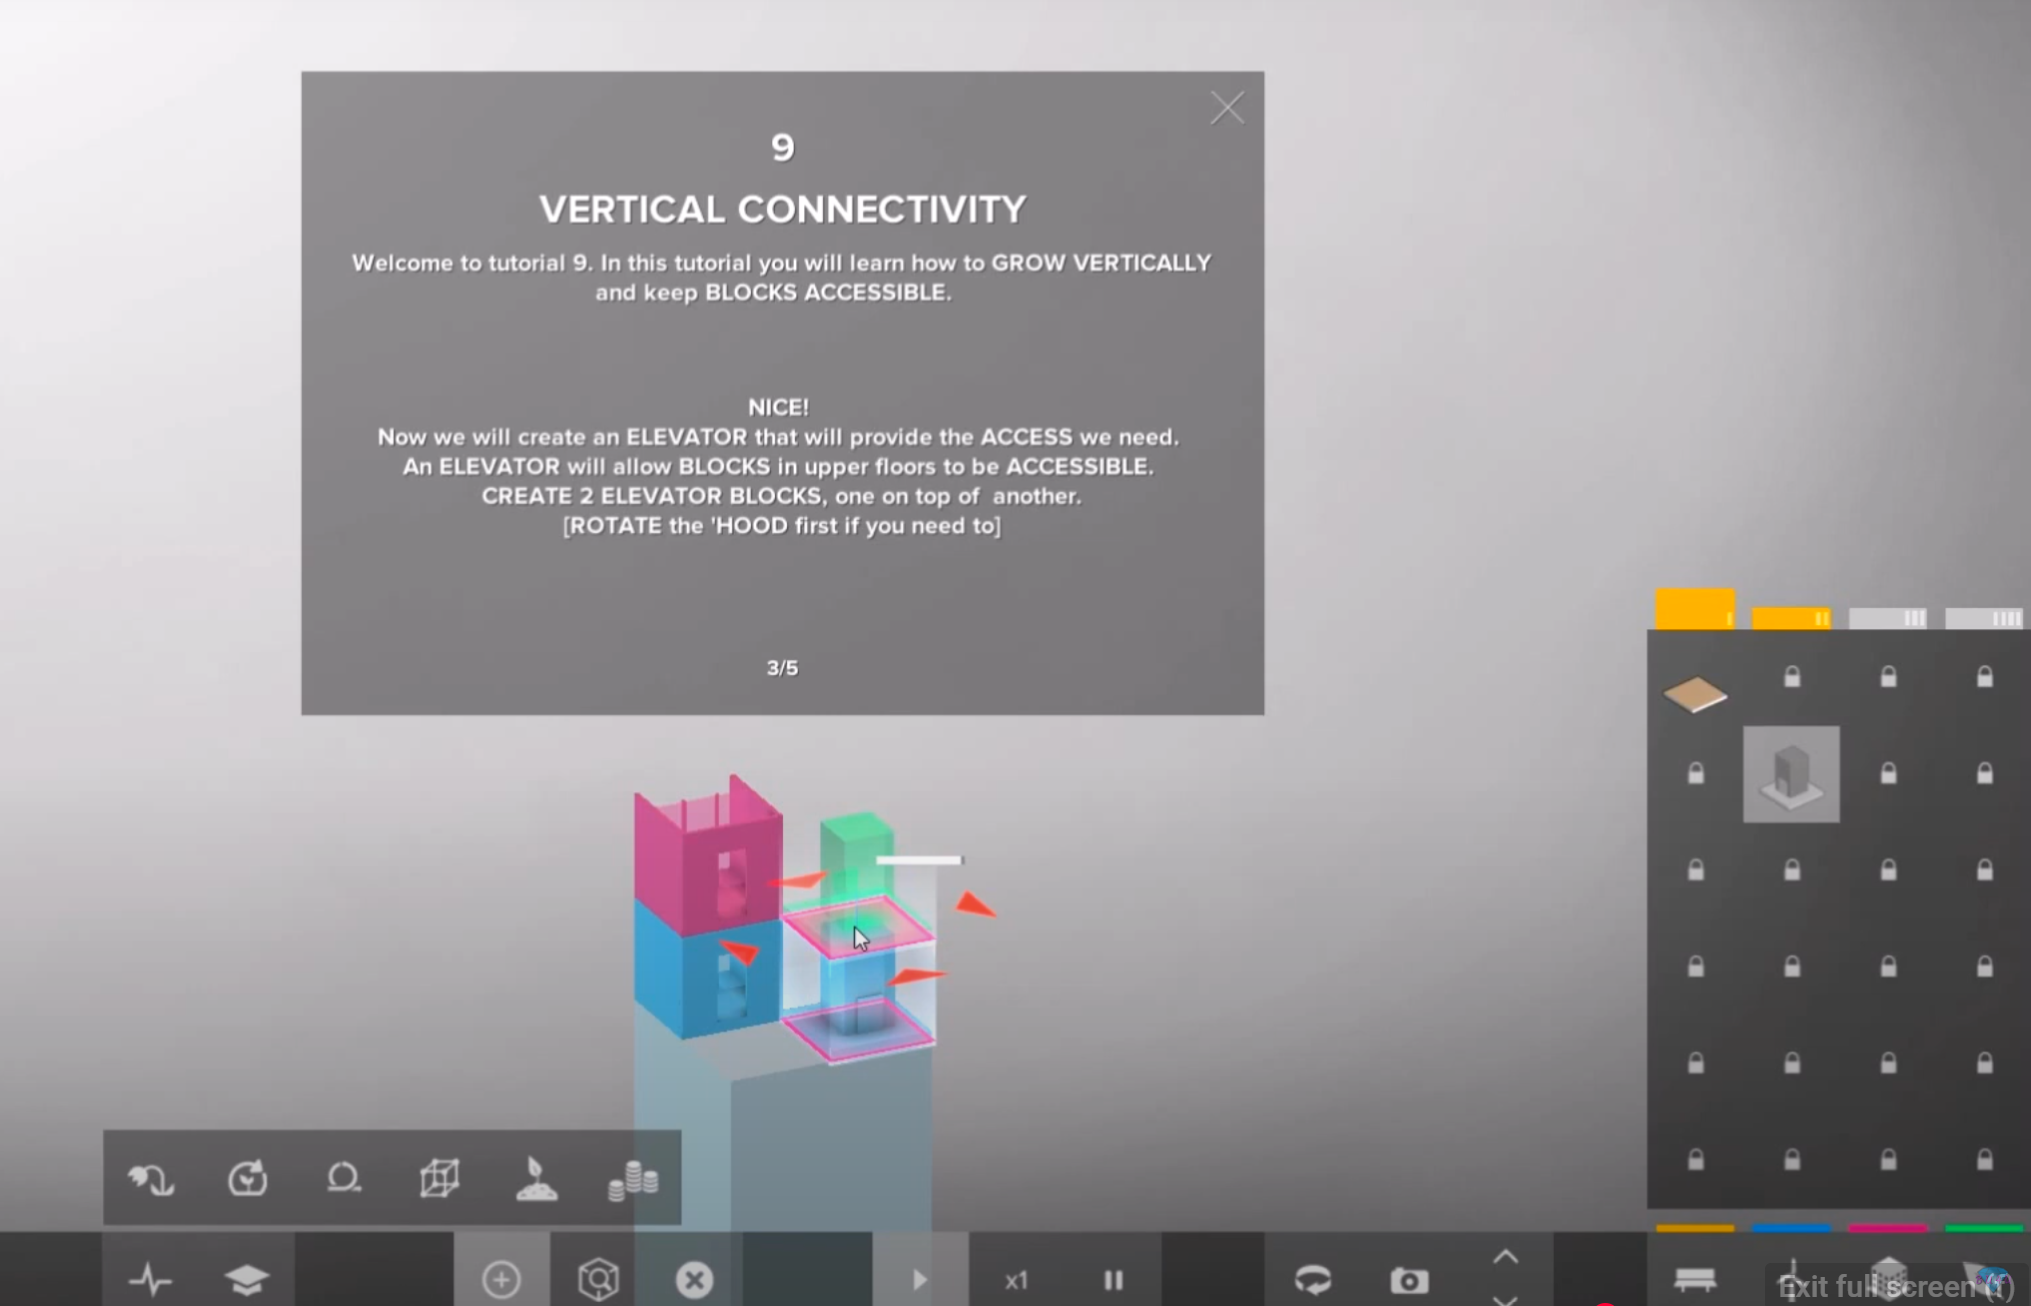 9
VERTICAL CONNECTIVITY
Welcome to tutorial 9. In this tutorial you will learn how to GROW VERTICALLY
and keep BLOCKS ACCESSIBLE.
NICE!
Now we will create an ELEVATOR that will provide the ACCESS we need.
An ELEVATOR will allow BLOCKS in upper floors to be ACCESSIBLE.
CREATE 2 ELEVATOR BLOCKS, one on top of another.
[ROTATE the 'HOOD first if you need to]
3/5
x1
Exit full screen (f)